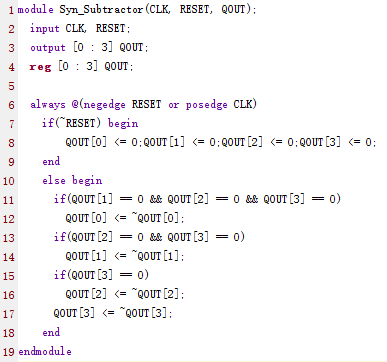 1 module Syn_Subtractor(CLK, RESET, QOUT);
2 input CLK, RESET;
3 output [0 : 3] QOUT;
4 reg [0 : 3] QOUT;
5
6 always @(negedge RESET or posedge CLK)
7 if(~RESET) begin
8 QOUT[0] <= 0;QOUT[1] <= 0;QOUT[2] <= 0;QOUT[3] <= 0;
9 end
10 else begin
11 if(QOUT[1] == 0 && QOUT[2] == 0 && QOUT[3] == 0)
12 QOUT[0] <= ~QOUT[0];
13 if(QOUT[2] == 0 && QOUT[3] == 0)
14 QOUT[1] <= ~QOUT[1];
15 if(QOUT[3] == 0)
16 QOUT[2] <= ~QOUT[2];
17 QOUT[3] <= ~QOUT[3];
18 end
19 endmodule